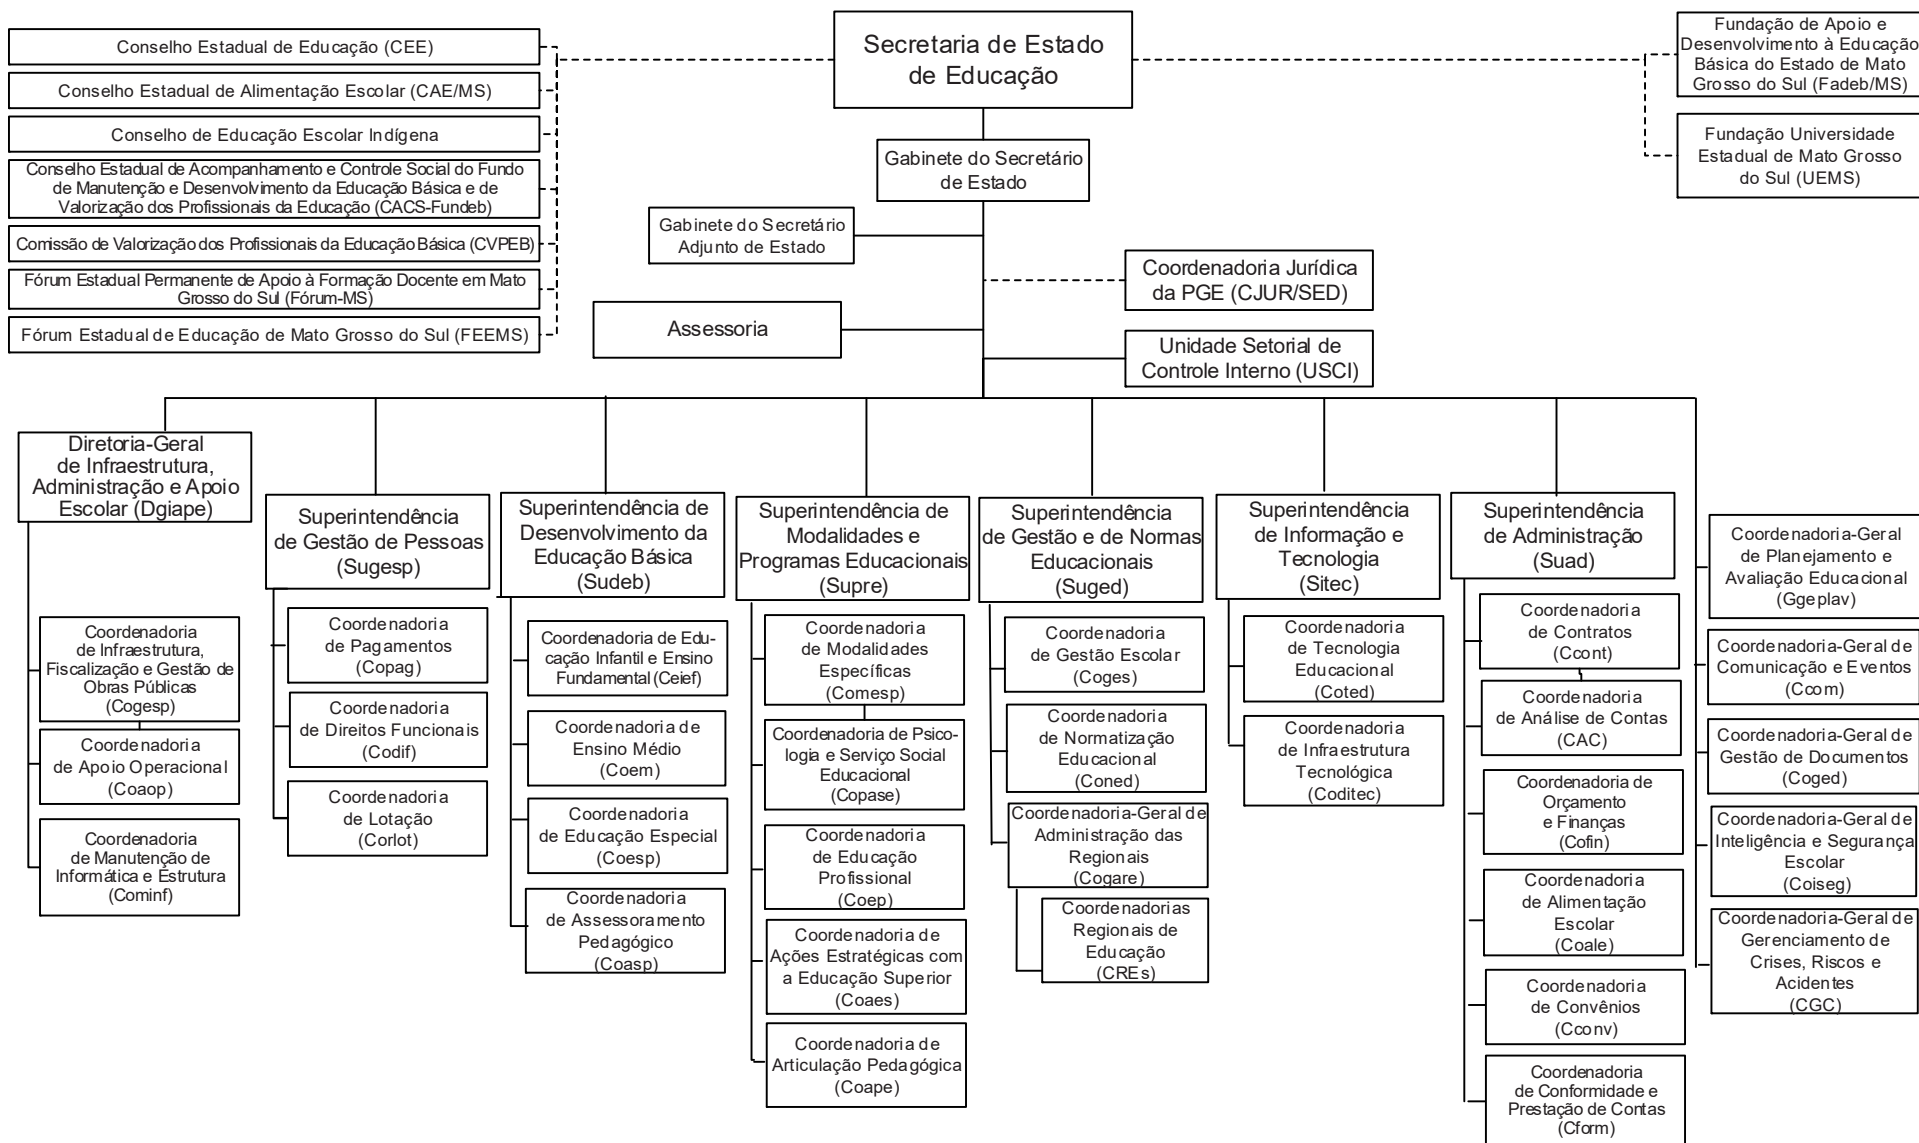 Secretaria de Estado
de Educação
Conselho Estadual de Educação (CEE)
Conselho Estadual de Alimentação Escolar (CAE/MS)
Conselho de Educação Escolar Indígena
Conselho Estadual de Acompanhamento e Controle Social do Fundo
de Manutenção e Desenvolvimento da Educação Básica e de
Valorização dos Profissionais da Educação (CACS-Fundeb)
Comissão de Valorização dos Profissionais da Educação Básica (CVPEB)
Fórum Estadual Permanente de Apoio à Formação Docente em Mato
Grosso do Sul (Fórum-MS)
Fórum Estadual de Educação de Mato Grosso do Sul (FEEMS)
Fundação de Apoio e
Desenvolvimento à Educação
Básica do Estado de Mato
Grosso do Sul (Fadeb/MS)
Fundação Universidade
Estadual de Mato Grosso
do Sul (UEMS)
Gabinete do Secretário
de Estado
Gabinete do Secretário
Adjunto de Estado
Coordenadoria Jurídica
da PGE (CJUR/SED)
Assessoria
Unidade Setorial de
Controle Interno (USCI)
Diretoria-Geral
de Infraestrutura,
Administração e Apoio
Escolar (Dgiape)
Coordenadoria
de Infraestrutura,
Fiscalização e Gestão de
Obras Públicas
(Cogesp)
Coordenadoria
de Apoio Operacional
(Coaop)
Coordenadoria
de Manutenção de
Informática e Estrutura
(Cominf)
Superintendência
de Gestão de Pessoas
(Sugesp)
Coordenadoria
de Pagamentos
(Copag)
Coordenadoria
de Direitos Funcionais
(Codif)
Coordenadoria
de Lotação
(Corlot)
Superintendência de
Desenvolvimento da
Educação Básica
(Sudeb)
Coordenadoria de Edu-
cação Infantil e Ensino
Fundamental (Ceief)
Coordenadoria de
Ensino Médio
(Coem)
Coordenadoria
de Educação Especial
(Coesp)
Coordenadoria
de Assessoramento
Pedagógico
(Coasp)
Superintendência de
Modalidades e
Programas Educacionais
(Supre)
Coordenadoria
de Modalidades
Específicas
(Comesp)
Coordenadoria de Psico-
logia e Serviço Social
Educacional
(Copase)
Coordenadoria
de Educação
Profissional
(Coep)
Coordenadoria de
Ações Estratégicas com
a Educação Superior
(Coaes)
Coordenadoria de
Articulação Pedagógica
(Coape)
Superintendência
de Gestão e de Normas
Educacionais
(Suged)
Coordenadoria
de Gestão Escolar
(Coges)
Coordenadoria
de Normatização
Educacional
(Coned)
Coordenadoria-Geral de
Administração das
Regionais
(Cogare)
Coordenadorias
Regionais de
Educação
(CREs)
Superintendência
de Informação e
Tecnologia
(Sitec)
Coordenadoria
de Tecnologia
Educacional
(Coted)
Coordenadoria
de Infraestrutura
Tecnológica
(Coditec)
Superintendência
de Administração
(Suad)
Coordenadoria
de Contratos
(Ccont)
Coordenadoria
de Análise de Contas
(CAC)
Coordenadoria de
Orçamento
e Finanças
(Cofin)
Coordenadoria
de Alimentação
Escolar
(Coale)
Coordenadoria
de Convênios
(Cconv)
Coordenadoria
de Conformidade e
Prestação de Contas
(Cform)
Coordenadoria-Geral
de Planejamento e
Avaliação Educacional
(Ggeplav)
Coordenadoria-Geral de
Comunicação e Eventos
(Ccom)
Coordenadoria-Geral de
Gestão de Documentos
(Coged)
Coordenadoria-Geral de
Inteligência e Segurança
Escolar
(Coiseg)
Coordenadoria-Geral de
Gerenciamento de
Crises, Riscos e
Acidentes
(CGC)